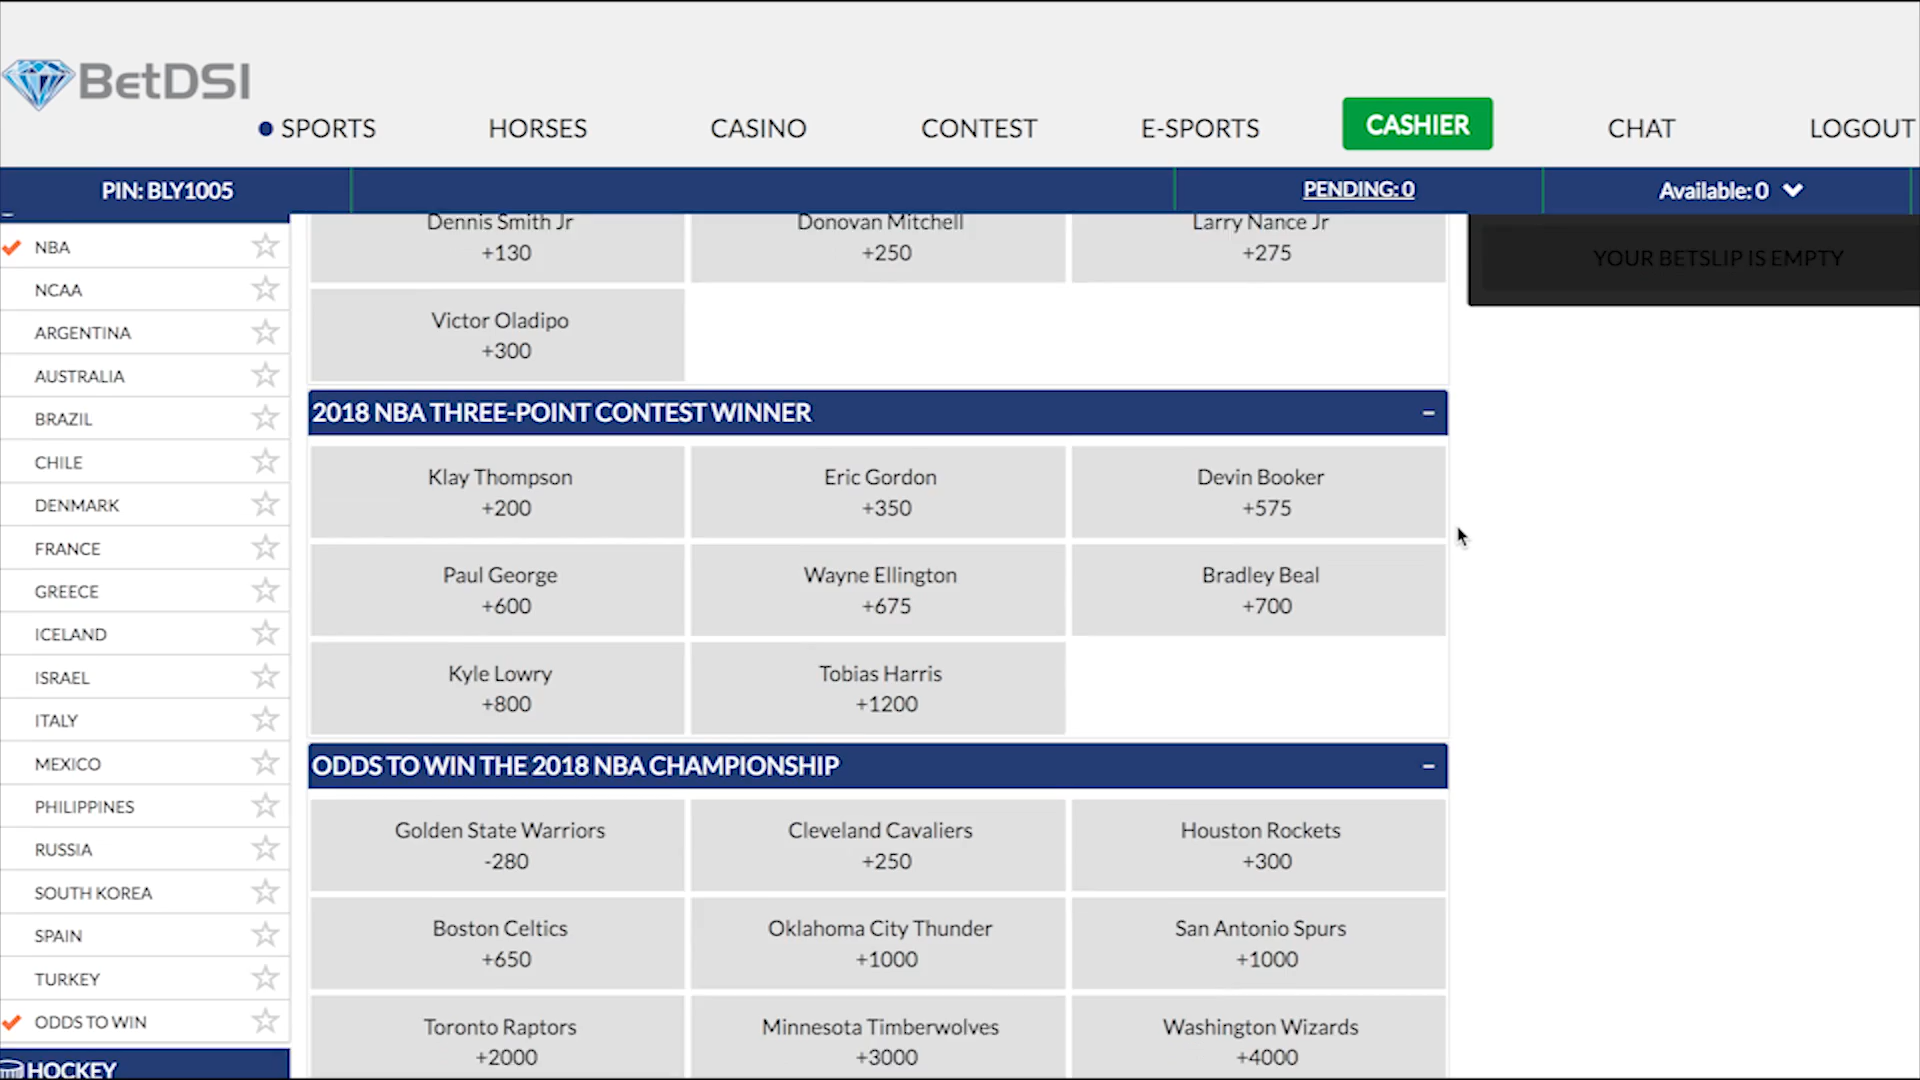 BetDSI
SPORTS
HORSES
CASINO
CONTEST
E-SPORTS
CASHIER
CHAT
LOGOUT
PIN: BLY1005
PENDING: 0
Available: 0
NBA
NCAA
ARGENTINA
AUSTRALIA
BRAZIL
CHILE
DENMARK
FRANCE
GREECE
ICELAND
ISRAEL
ITALY
MEXICO
PHILIPPINES
RUSSIA
SOUTH KOREA
SPAIN
TURKEY
ODDS TO WIN
HOCKEY
Dennis Smith Jr
+130
Donovan Mitchell
+250
Larry Nance Jr
+275
Victor Oladipo
+300
2018 NBA THREE-POINT CONTEST WINNER
Klay Thompson
+200
Eric Gordon
+350
Devin Booker
+575
Paul George
+600
Wayne Ellington
+675
Bradley Beal
+700
Kyle Lowry
+800
Tobias Harris
+1200
ODDS TO WIN THE 2018 NBA CHAMPIONSHIP
Golden State Warriors
-280
Cleveland Cavaliers
+250
Houston Rockets
+300
Boston Celtics
+650
Oklahoma City Thunder
+1000
San Antonio Spurs
+1000
Toronto Raptors
+2000
Minnesota Timberwolves
+3000
Washington Wizards
+4000
YOUR BETSLIP IS EMPTY